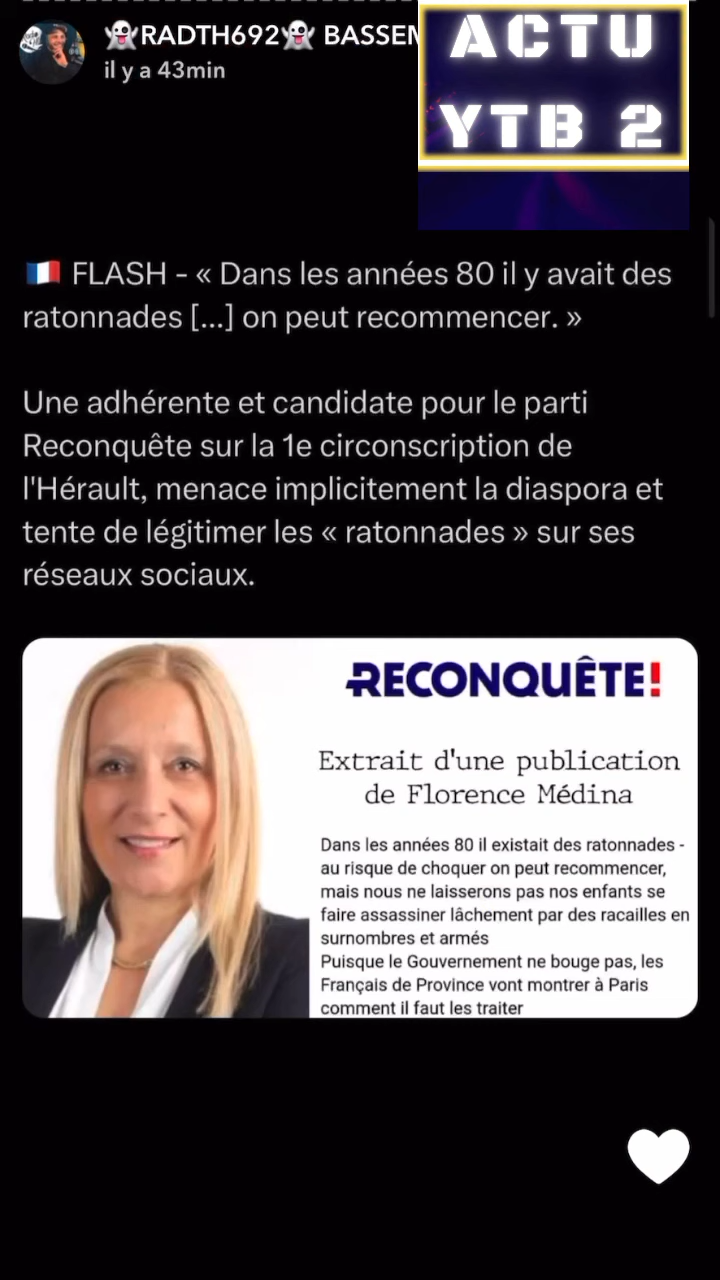 👻RADTH692👻 BASSEM
il y a 43min
ACTU
YTB 2
🇫🇷 FLASH - « Dans les années 80 il y avait des
ratonnades [...] on peut recommencer. »
Une adhérente et candidate pour le parti
Reconquête sur la 1e circonscription de
l'Hérault, menace implicitement la diaspora et
tente de légitimer les « ratonnades » sur ses
réseaux sociaux.
RECONQUÊTE!
Extrait d'une publication
de Florence Médina
Dans les années 80 il existait des ratonnades -
au risque de choquer on peut recommencer,
mais nous ne laisserons pas nos enfants se
faire assassiner lâchement par des racailles en
surnombres et armés
Puisque le Gouvernement ne bouge pas, les
Français de Province vont montrer à Paris
comment il faut les traiter